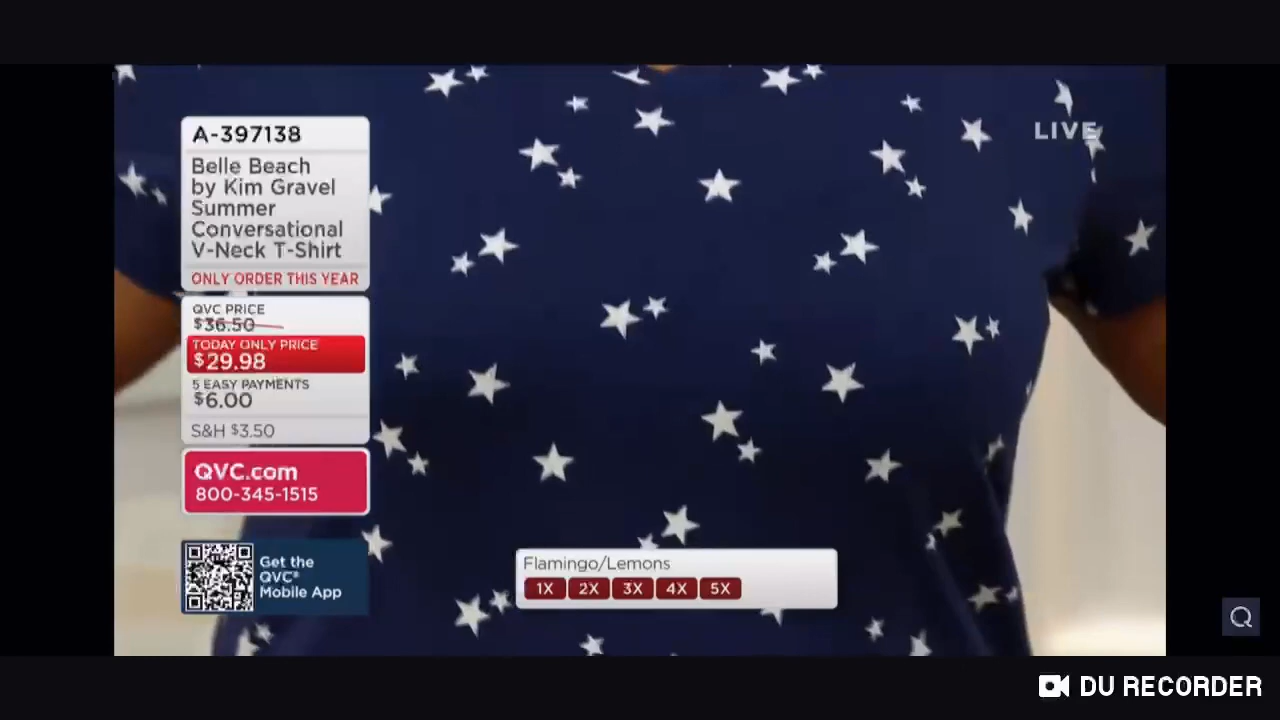 A-397138
Belle Beach
by Kim Gravel
Summer
Conversational
V-Neck T-Shirt
ONLY ORDER THIS YEAR
QVC PRICE
$36.50
TODAY ONLY PRICE
$29.98
5 EASY PAYMENTS
$6.00
S&H $3.50
QVC.com
800-345-1515
Get the
QVC®
Mobile App
LIVE
Flamingo/Lemons
1X 2X 3X 4X 5X
Q
DU RECORDER